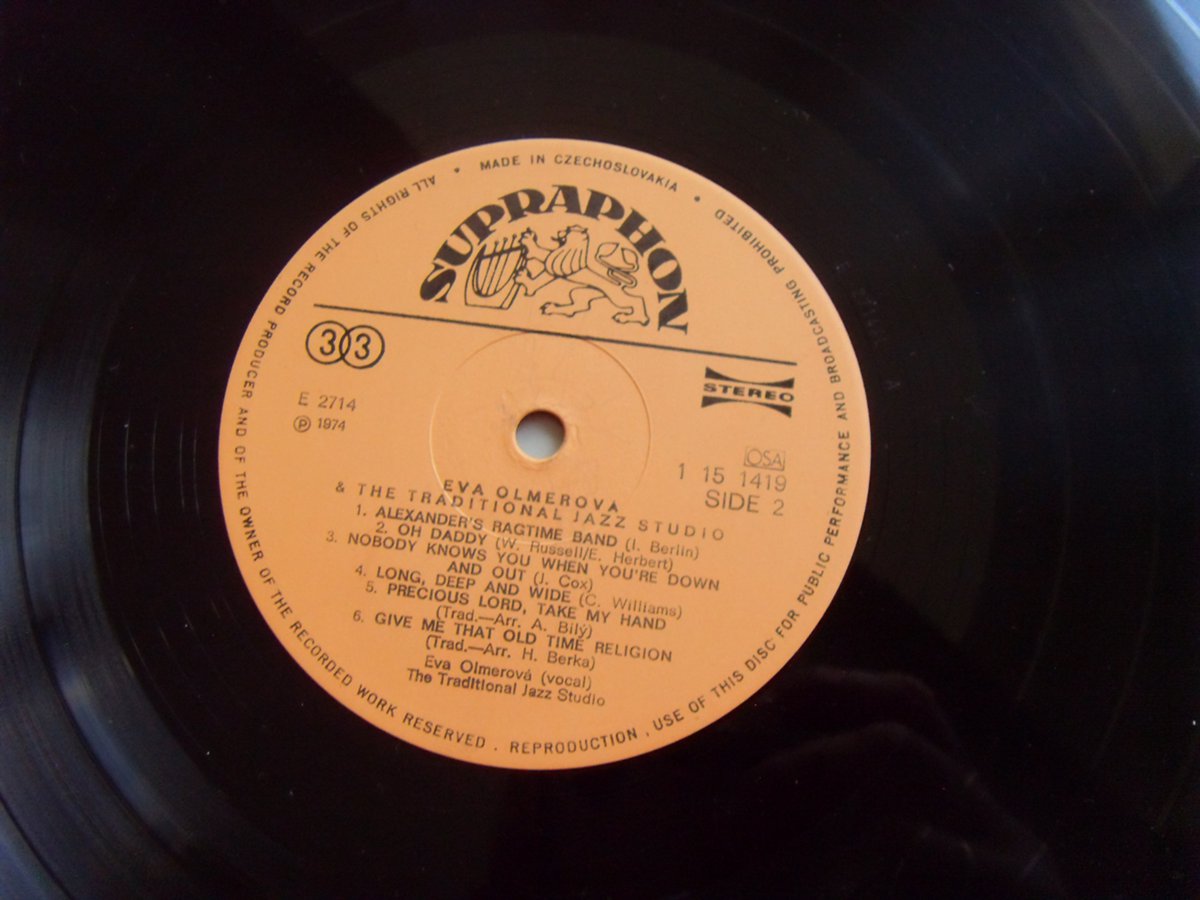 MADE IN CZECHOSLOVAKIA
SUPRAPHON
33
STEREO
E 2714
℗ 1974
OSA
1 15 1419
SIDE 2
EVA OLMEROVA
& THE TRADITIONAL JAZZ STUDIO
1. ALEXANDER'S RAGTIME BAND (I. Berlin)
2. OH DADDY (W. Russell/E. Herbert)
3. NOBODY KNOWS YOU WHEN YOU'RE DOWN
AND OUT (J. Cox)
4. LONG, DEEP AND WIDE (C. Williams)
5. PRECIOUS LORD, TAKE MY HAND
(Trad.—Arr. A. Bílý)
6. GIVE ME THAT OLD TIME RELIGION
(Trad.—Arr. H. Berka)
Eva Olmerová (vocal)
The Traditional Jazz Studio
ALL RIGHTS OF THE RECORD PRODUCER AND OF THE OWNER OF THE RECORDED WORK RESERVED . REPRODUCTION , USE OF THIS DISC FOR PUBLIC PERFORMANCE AND BROADCASTING PROHIBITED